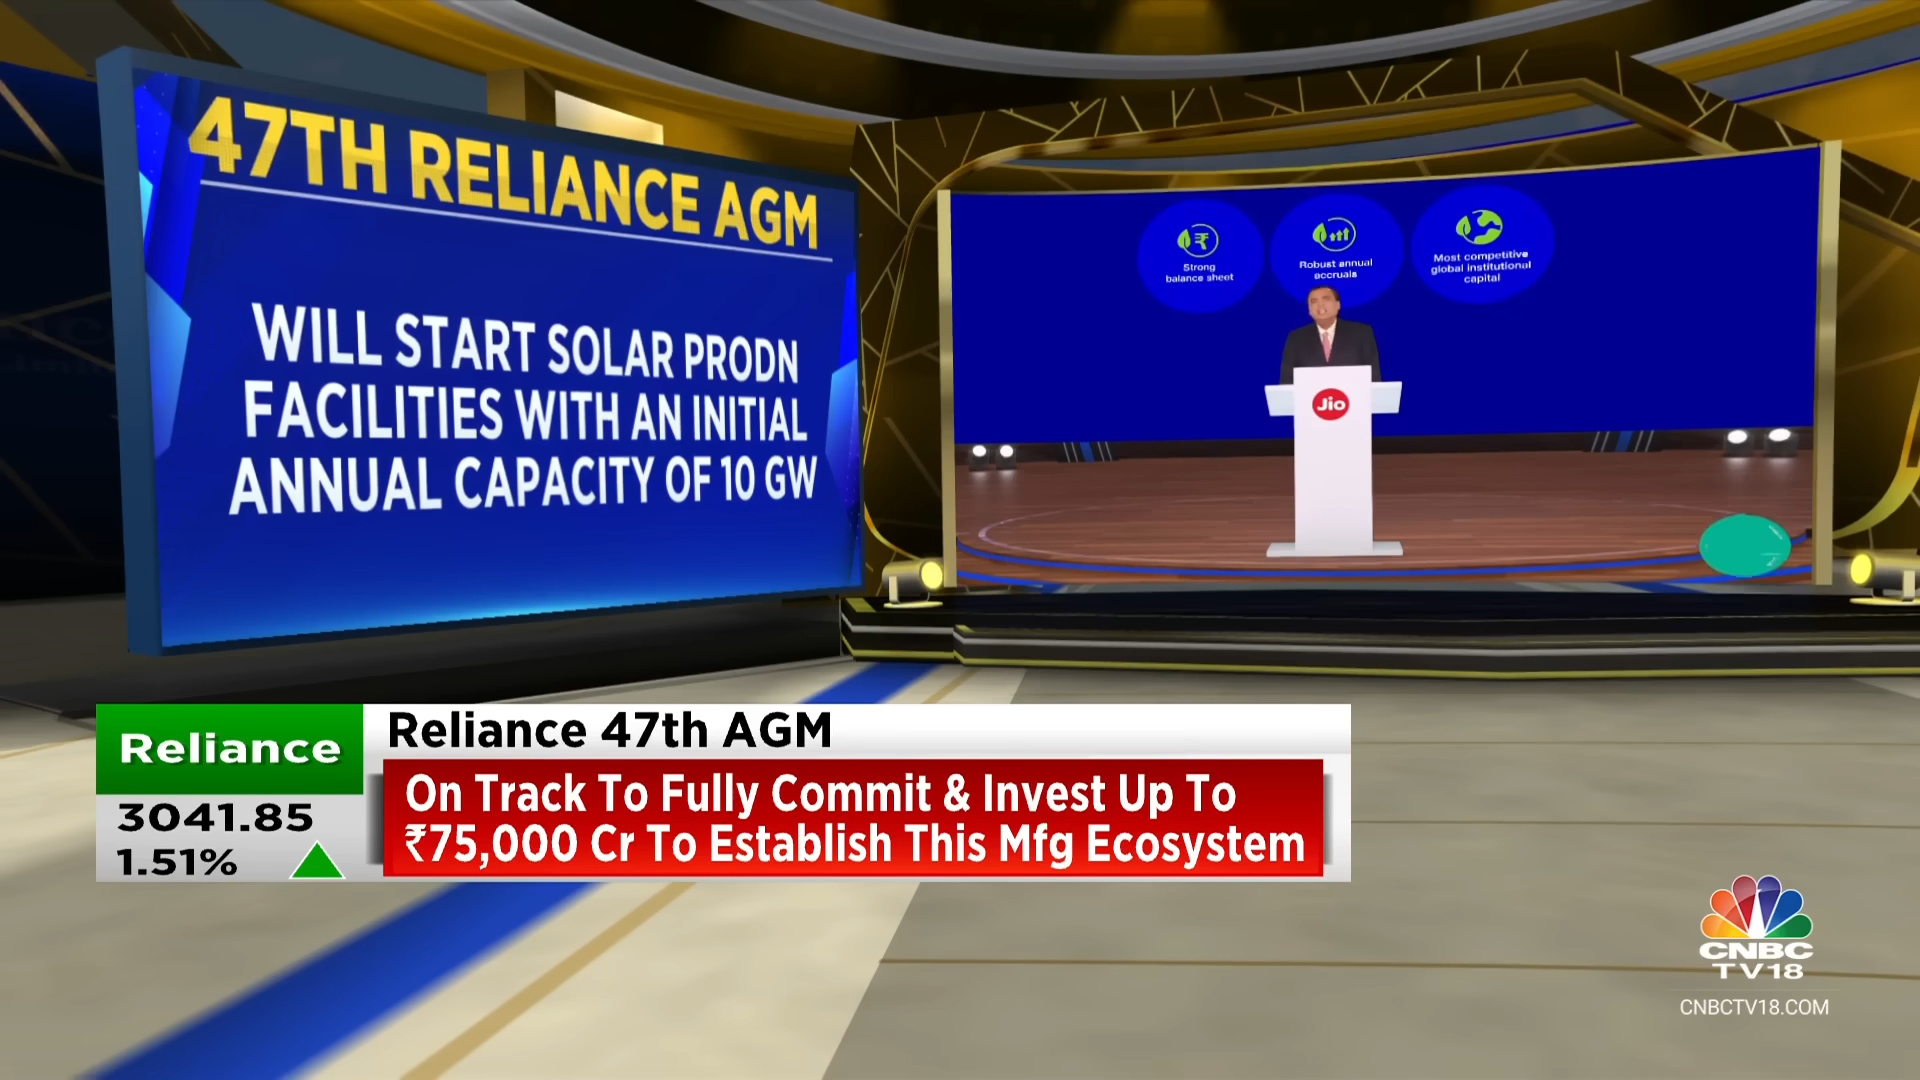 47TH RELIANCE AGM
WILL START SOLAR PRODN
FACILITIES WITH AN INITIAL
ANNUAL CAPACITY OF 10 GW
Strong
balance sheet
Robust annual
accruals
Most competitive
global institutional
capital
Jio
Reliance
3041.85
1.51%
Reliance 47th AGM
On Track To Fully Commit & Invest Up To
₹75,000 Cr To Establish This Mfg Ecosystem
CNBC
TV18
CNBCTV18.COM